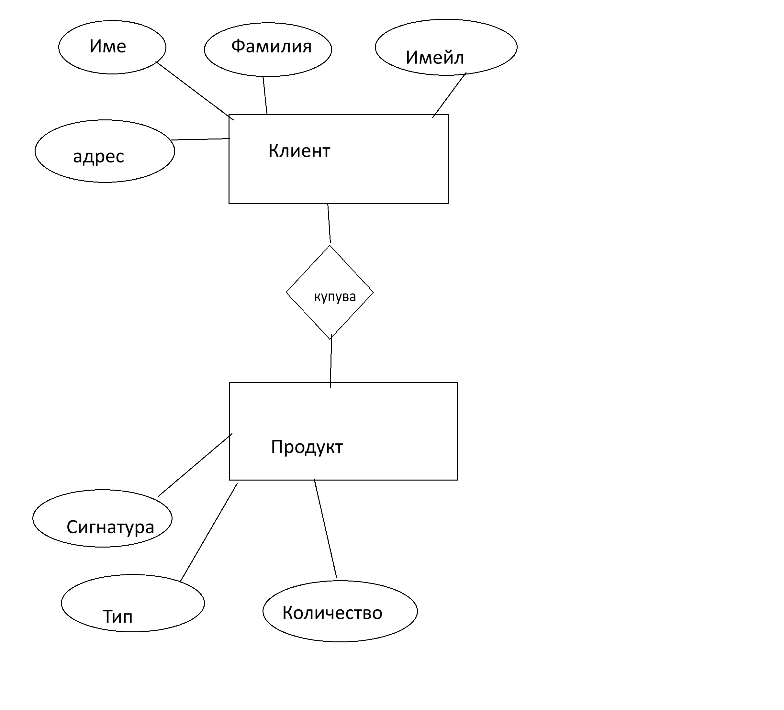 Име
Фамилия
Имейл
адрес
Клиент
купува
Продукт
Сигнатура
Тип
Количество